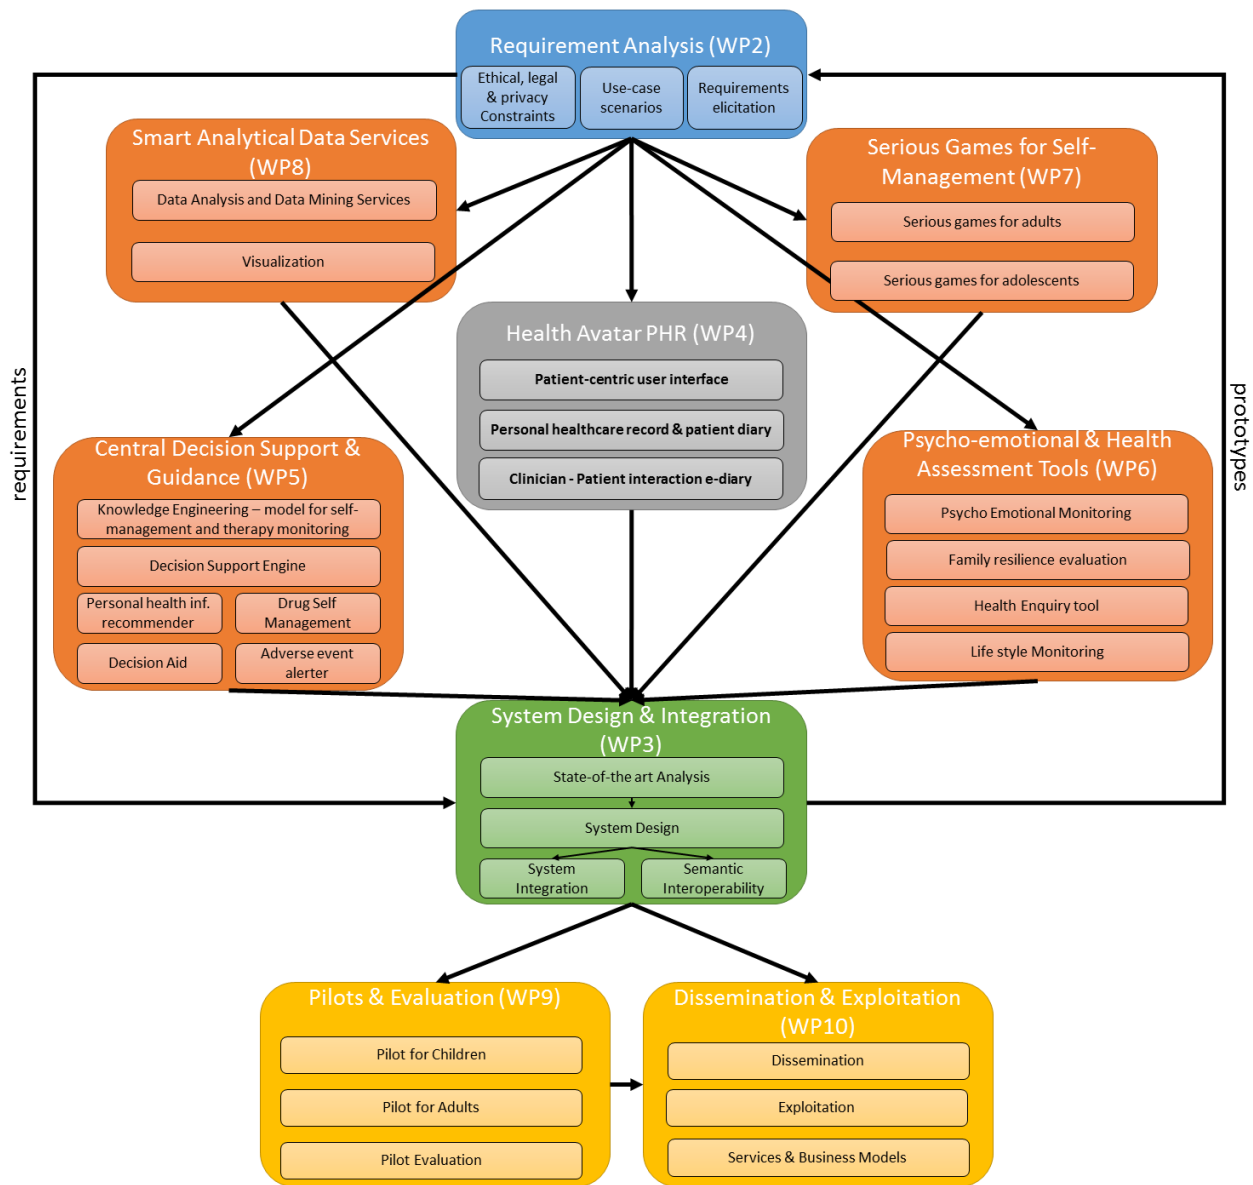 Requirement Analysis (WP2)
Ethical, legal
& privacy
Constraints
Use-case
scenarios
Requirements
elicitation
Smart Analytical Data Services
(WP8)
Data Analysis and Data Mining Services
Visualization
Serious Games for Self-
Management (WP7)
Serious games for adults
Serious games for adolescents
Health Avatar PHR (WP4)
Patient-centric user interface
Personal healthcare record & patient diary
Clinician - Patient interaction e-diary
requirements
prototypes
Central Decision Support &
Guidance (WP5)
Knowledge Engineering – model for self-
management and therapy monitoring
Decision Support Engine
Personal health inf.
recommender
Drug Self
Management
Decision Aid
Adverse event
alerter
Psycho-emotional & Health
Assessment Tools (WP6)
Psycho Emotional Monitoring
Family resilience evaluation
Health Enquiry tool
Life style Monitoring
System Design & Integration
(WP3)
State-of-the art Analysis
System Design
System
Integration
Semantic
Interoperability
Pilots & Evaluation (WP9)
Pilot for Children
Pilot for Adults
Pilot Evaluation
Dissemination & Exploitation
(WP10)
Dissemination
Exploitation
Services & Business Models